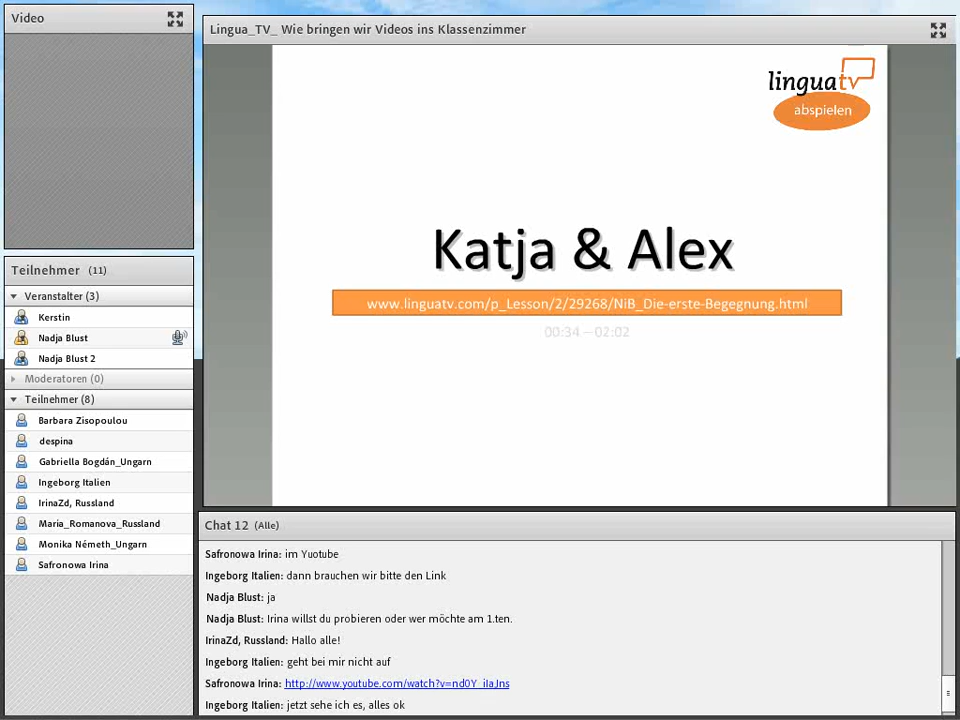 Video
Teilnehmer (11)
Veranstalter (3)
Kerstin
Nadja Blust
Nadja Blust 2
Moderatoren (0)
Teilnehmer (8)
Barbara Zisopoulou
despina
Gabriella Bogdán_Ungarn
Ingeborg Italien
IrinaZd, Russland
Maria_Romanova_Russland
Monika Németh_Ungarn
Safronowa Irina
Lingua_TV_ Wie bringen wir Videos ins Klassenzimmer
linguatv
abspielen
Katja & Alex
www.linguatv.com/p_Lesson/2/29268/NiB_Die-erste-Begegnung.html
00:34 – 02:02
Chat 12 (Alle)
Safronowa Irina: im Yuotube
Ingeborg Italien: dann brauchen wir bitte den Link
Nadja Blust: ja
Nadja Blust: Irina willst du probieren oder wer möchte am 1.ten.
IrinaZd, Russland: Hallo alle!
Ingeborg Italien: geht bei mir nicht auf
Safronowa Irina:
Ingeborg Italien: jetzt sehe ich es, alles ok